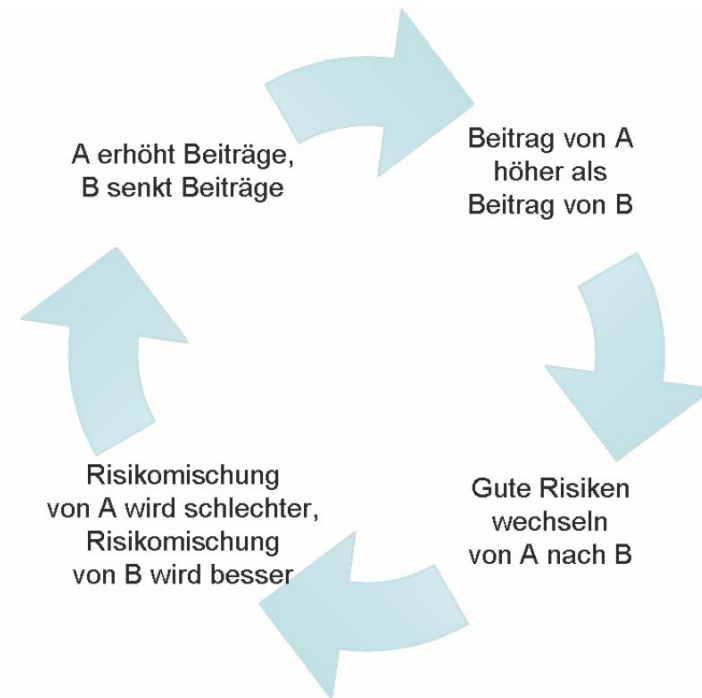 A erhöht Beiträge,
B senkt Beiträge
Beitrag von A
höher als
Beitrag von B
Gute Risiken
wechseln
von A nach B
Risikomischung
von A wird schlechter,
Risikomischung
von B wird besser